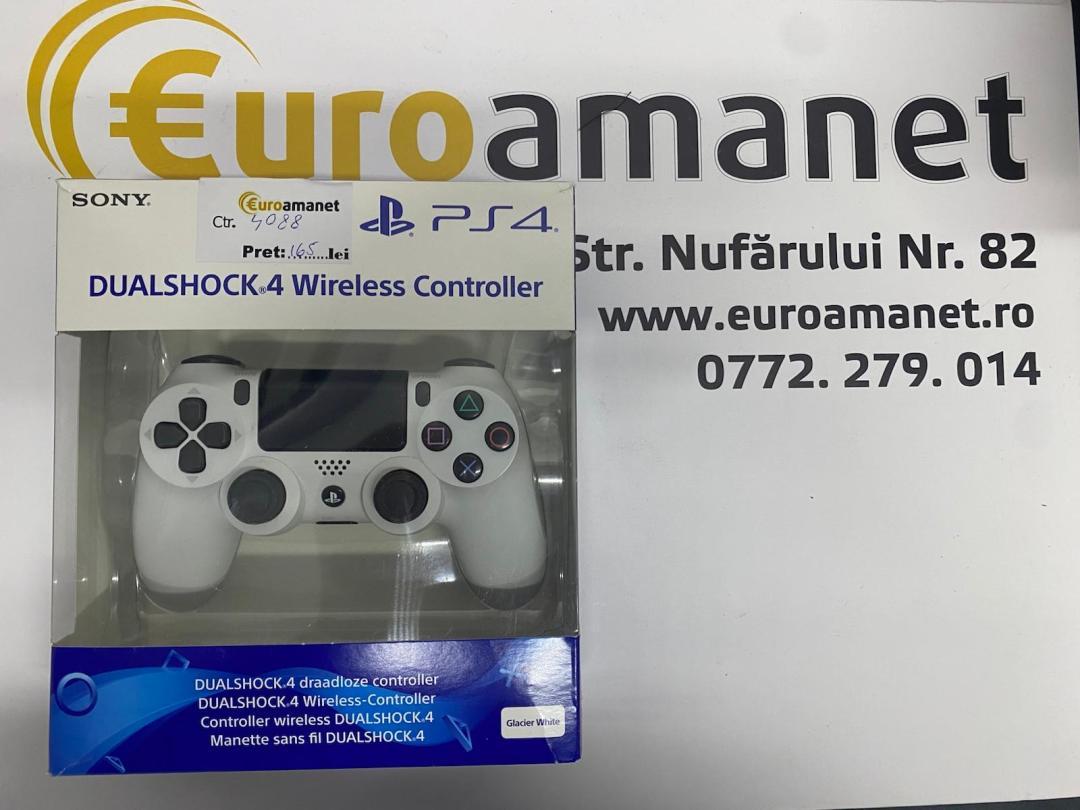 €uroamanet
Str. Nufărului Nr. 82
www.euroamanet.ro
0772. 279. 014
SONY®
€uroamanet
Ctr. 4088
Pret:.165...lei
PS4®
DUALSHOCK®4 Wireless Controller
DUALSHOCK®4 draadloze controller
DUALSHOCK®4 Wireless-Controller
Controller wireless DUALSHOCK®4
Manette sans fil DUALSHOCK®4
Glacier White